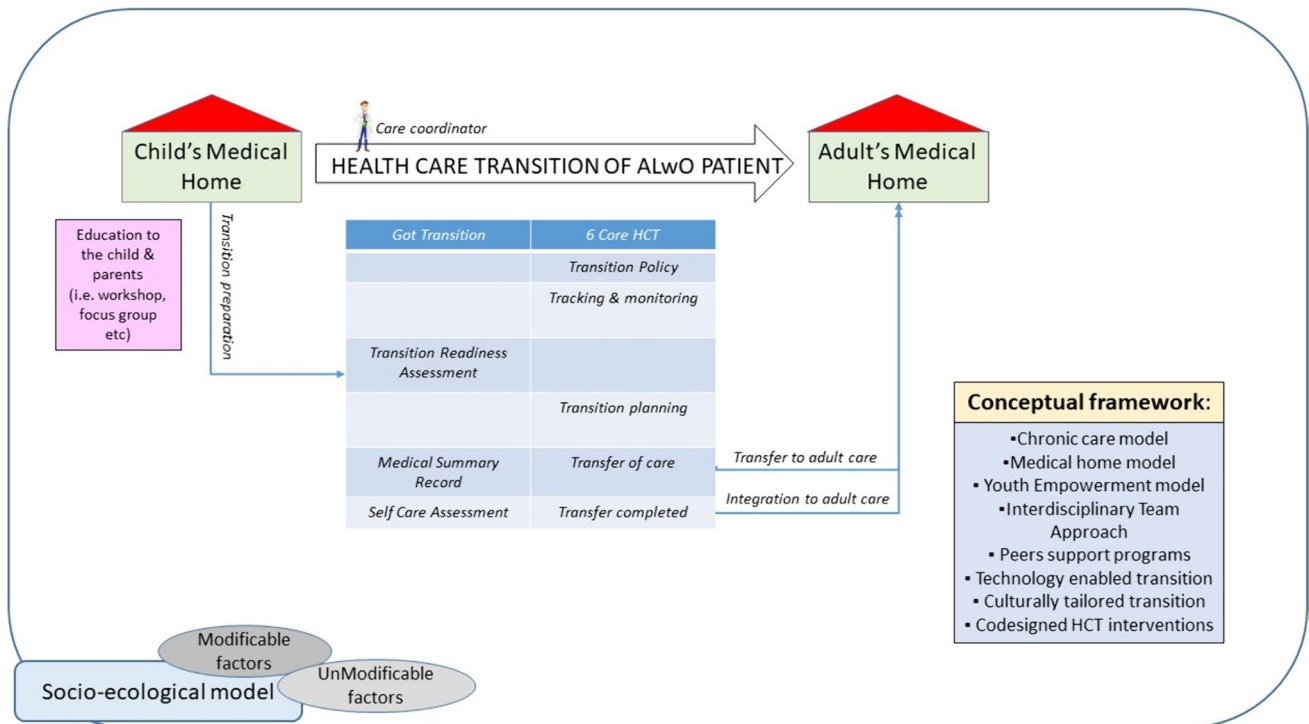 Care coordinator
Child's Medical
Home
HEALTH CARE TRANSITION OF ALwO PATIENT
Adult's Medical
Home
Education to
the child &
parents
(i.e. workshop,
focus group
etc)
Transition preparation
Got Transition 6 Core HCT
Transition Policy
Tracking & monitoring
Transition Readiness
Assessment
Transition planning
Medical Summary
Record
Transfer of care
Self Care Assessment Transfer completed
Transfer to adult care
Integration to adult care
Conceptual framework:
▪Chronic care model
▪Medical home model
▪ Youth Empowerment model
▪Interdisciplinary Team
Approach
▪ Peers support programs
▪ Technology enabled transition
▪ Culturally tailored transition
▪ Codesigned HCT interventions
Modificable
factors
UnModificable
factors
Socio-ecological model